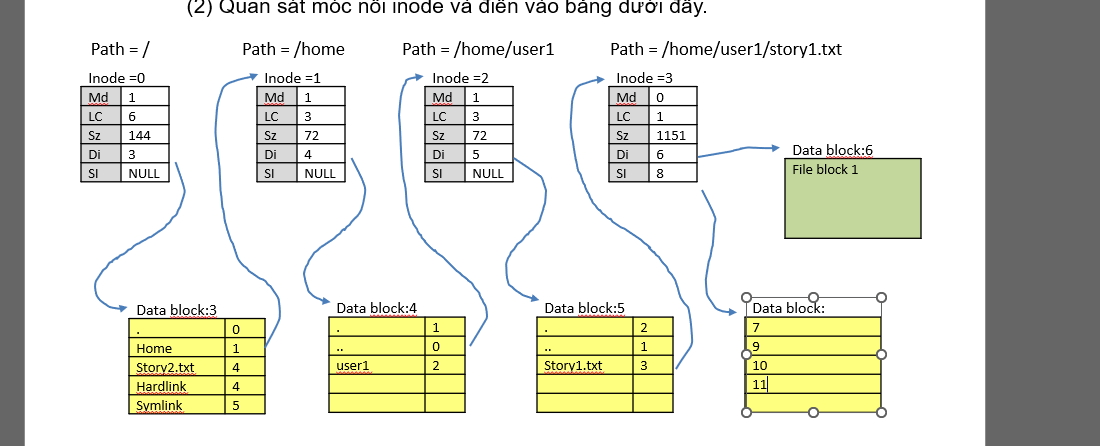 (2) Quan sát móc nối inode và điền vào bảng dưới đây.
Path = / Path = /home Path = /home/user1 Path = /home/user1/story1.txt
Inode =0
Md 1
LC 6
Sz 144
Di 3
SI NULL
Inode =1
Md 1
LC 3
Sz 72
Di 4
SI NULL
Inode =2
Md 1
LC 3
Sz 72
Di 5
SI NULL
Inode =3
Md 0
LC 1
Sz 1151
Di 6
SI 8
Data block:6
File block 1
Data block:3
. 0
Home 1
Story2.txt 4
Hardlink 4
Symlink 5
Data block:4
. 1
.. 0
user1 2
Data block:5
. 2
.. 1
Story1.txt 3
Data block:
7
9
10
11